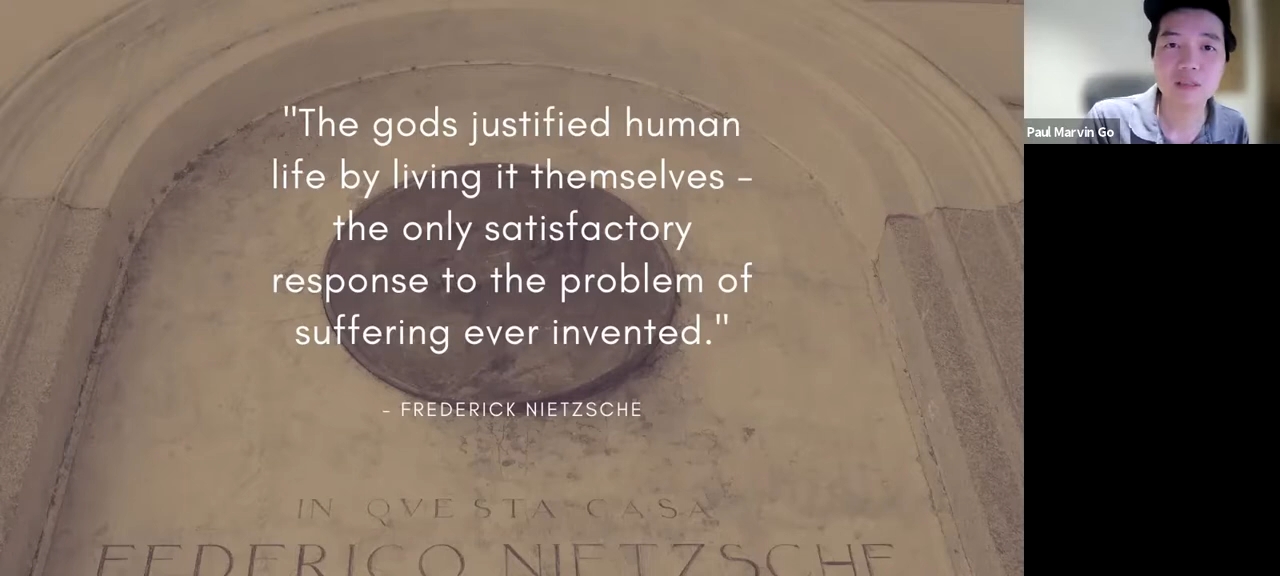 "The gods justified human
life by living it themselves –
the only satisfactory
response to the problem of
suffering ever invented."
- FREDERICK NIETZSCHE
IN QVESTA CASA
FEDERICO NIETZSCHE
Paul Marvin Go